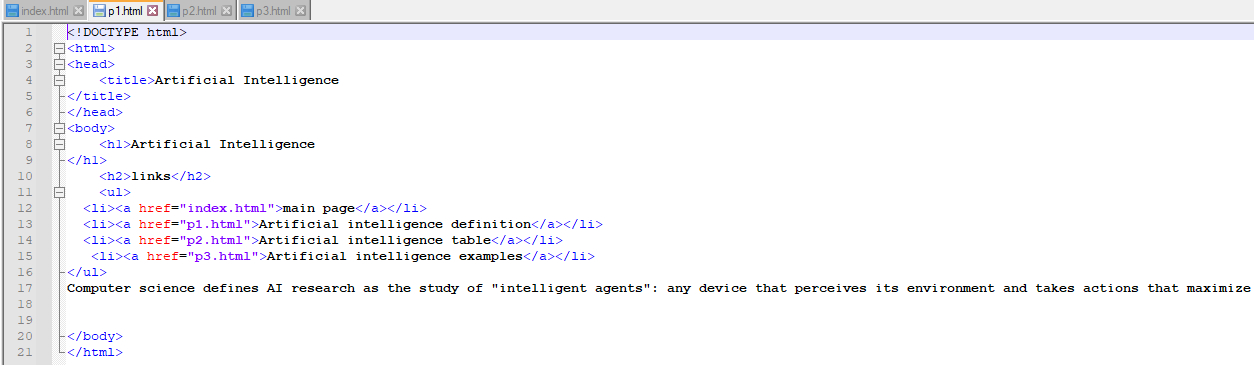 index.html p1.html p2.html p3.html
1 <!DOCTYPE html>
2 <html>
3 <head>
4 <title>Artificial Intelligence
5 </title>
6 </head>
7 <body>
8 <h1>Artificial Intelligence
9 </h1>
10 <h2>links</h2>
11 <ul>
12 <li><a href="index.html">main page</a></li>
13 <li><a href="p1.html">Artificial intelligence definition</a></li>
14 <li><a href="p2.html">Artificial intelligence table</a></li>
15 <li><a href="p3.html">Artificial intelligence examples</a></li>
16 </ul>
17 Computer science defines AI research as the study of "intelligent agents": any device that perceives its environment and takes actions that maximize
18
19
20 </body>
21 </html>